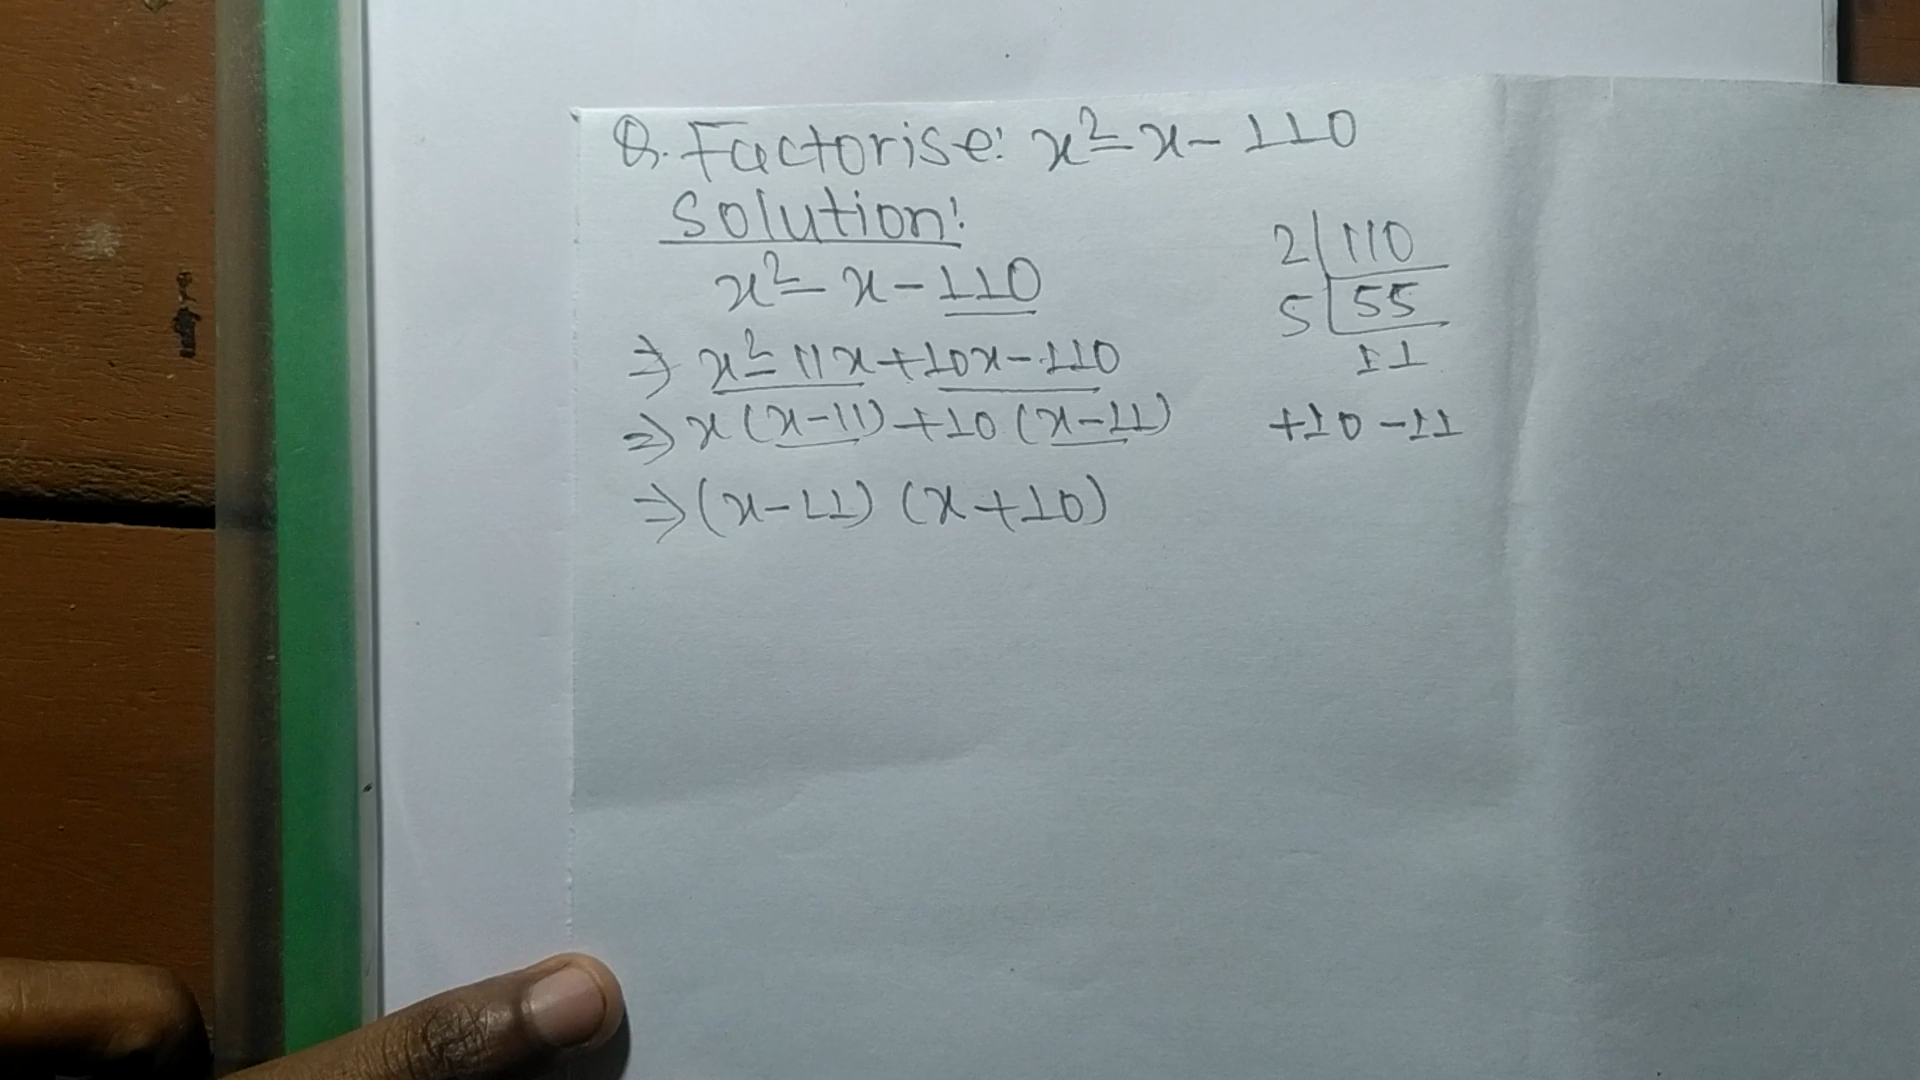 Q. Factorise: x² - x - 110
Solution:
x² - x - 110
⇒ x² - 11x + 10x - 110
⇒ x (x - 11) + 10 (x - 11)
⇒ (x - 11) (x + 10)
2 | 110
5 | 55
11
+10 - 11